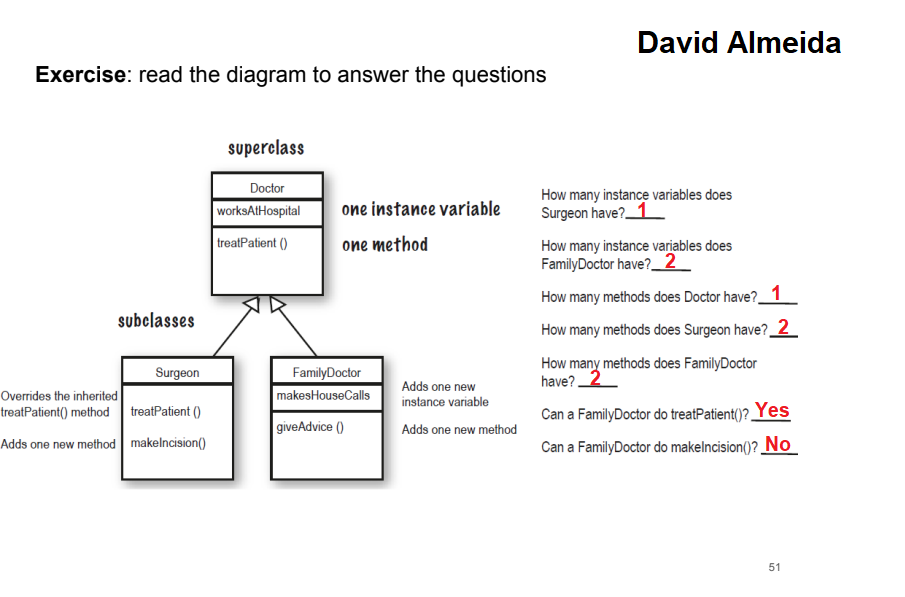 David Almeida
Exercise: read the diagram to answer the questions
superclass
Doctor
worksAtHospital
treatPatient ()
one instance variable
one method
subclasses
Surgeon
treatPatient ()
makeIncision()
Overrides the inherited
treatPatient() method
Adds one new method
FamilyDoctor
makesHouseCalls
giveAdvice ()
Adds one new
instance variable
Adds one new method
How many instance variables does
Surgeon have? 1
How many instance variables does
FamilyDoctor have? 2
How many methods does Doctor have? 1
How many methods does Surgeon have? 2
How many methods does FamilyDoctor
have? 2
Can a FamilyDoctor do treatPatient()? Yes
Can a FamilyDoctor do makeIncision()? No
51